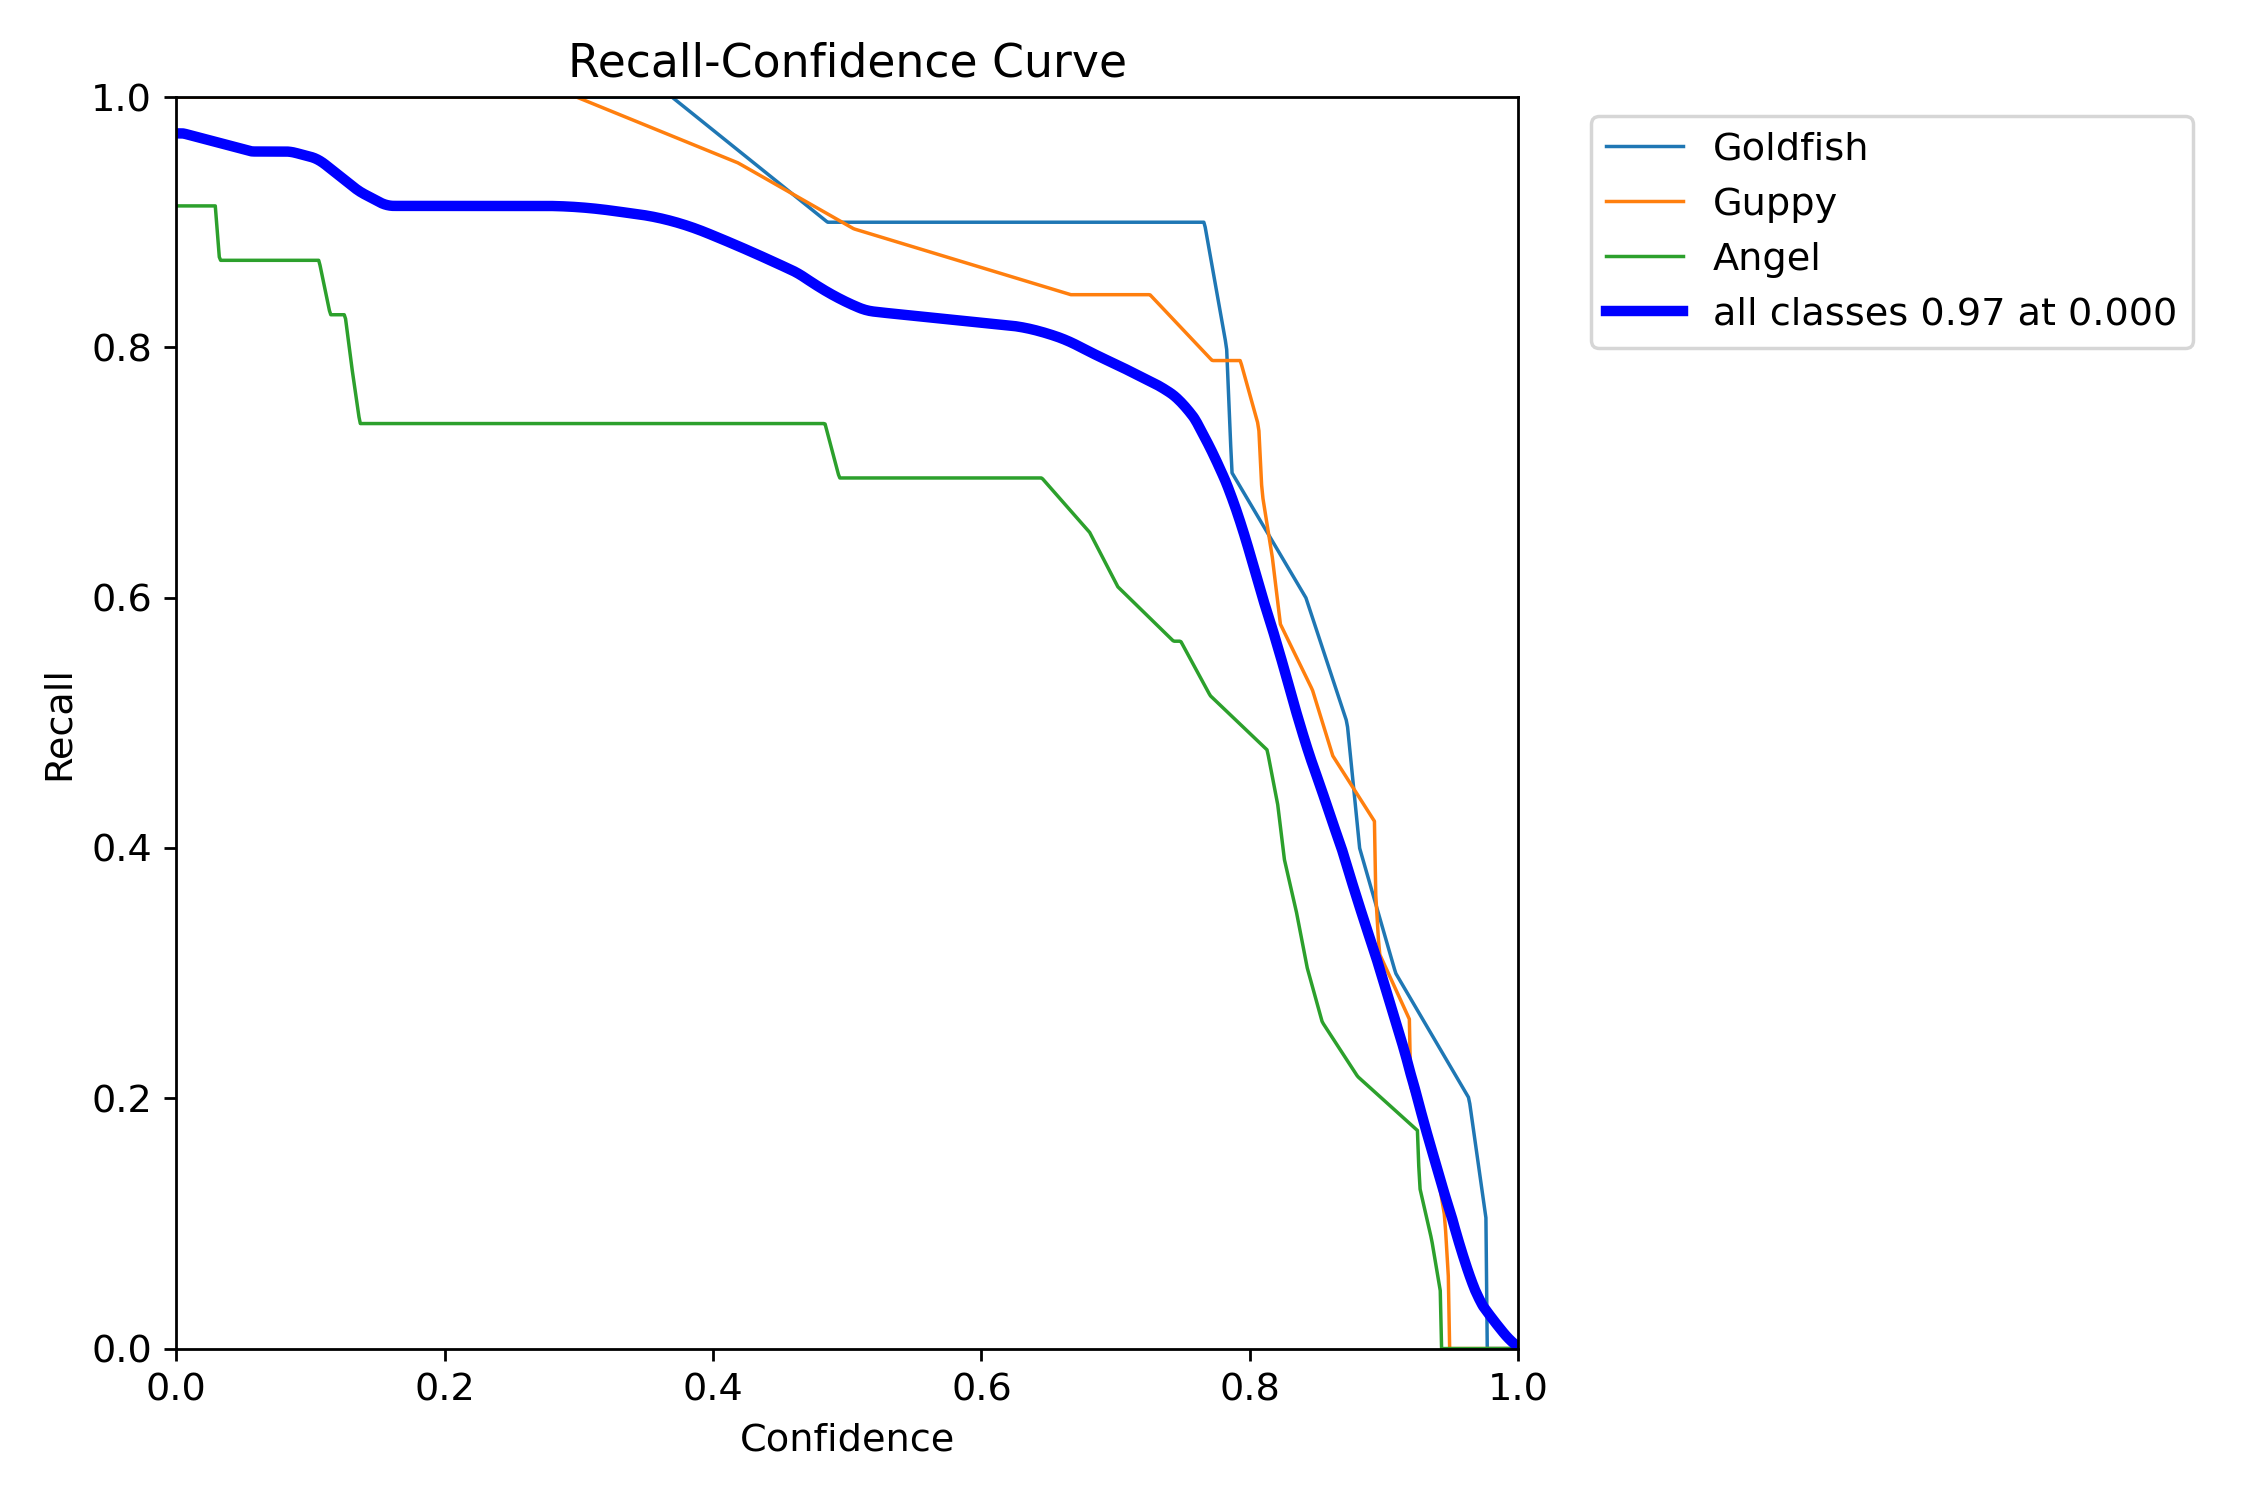 Recall-Confidence Curve
1.0
0.8
0.6
0.4
0.2
0.0
Recall
0.0 0.2 0.4 0.6 0.8 1.0
Confidence
Goldfish
Guppy
Angel
all classes 0.97 at 0.000